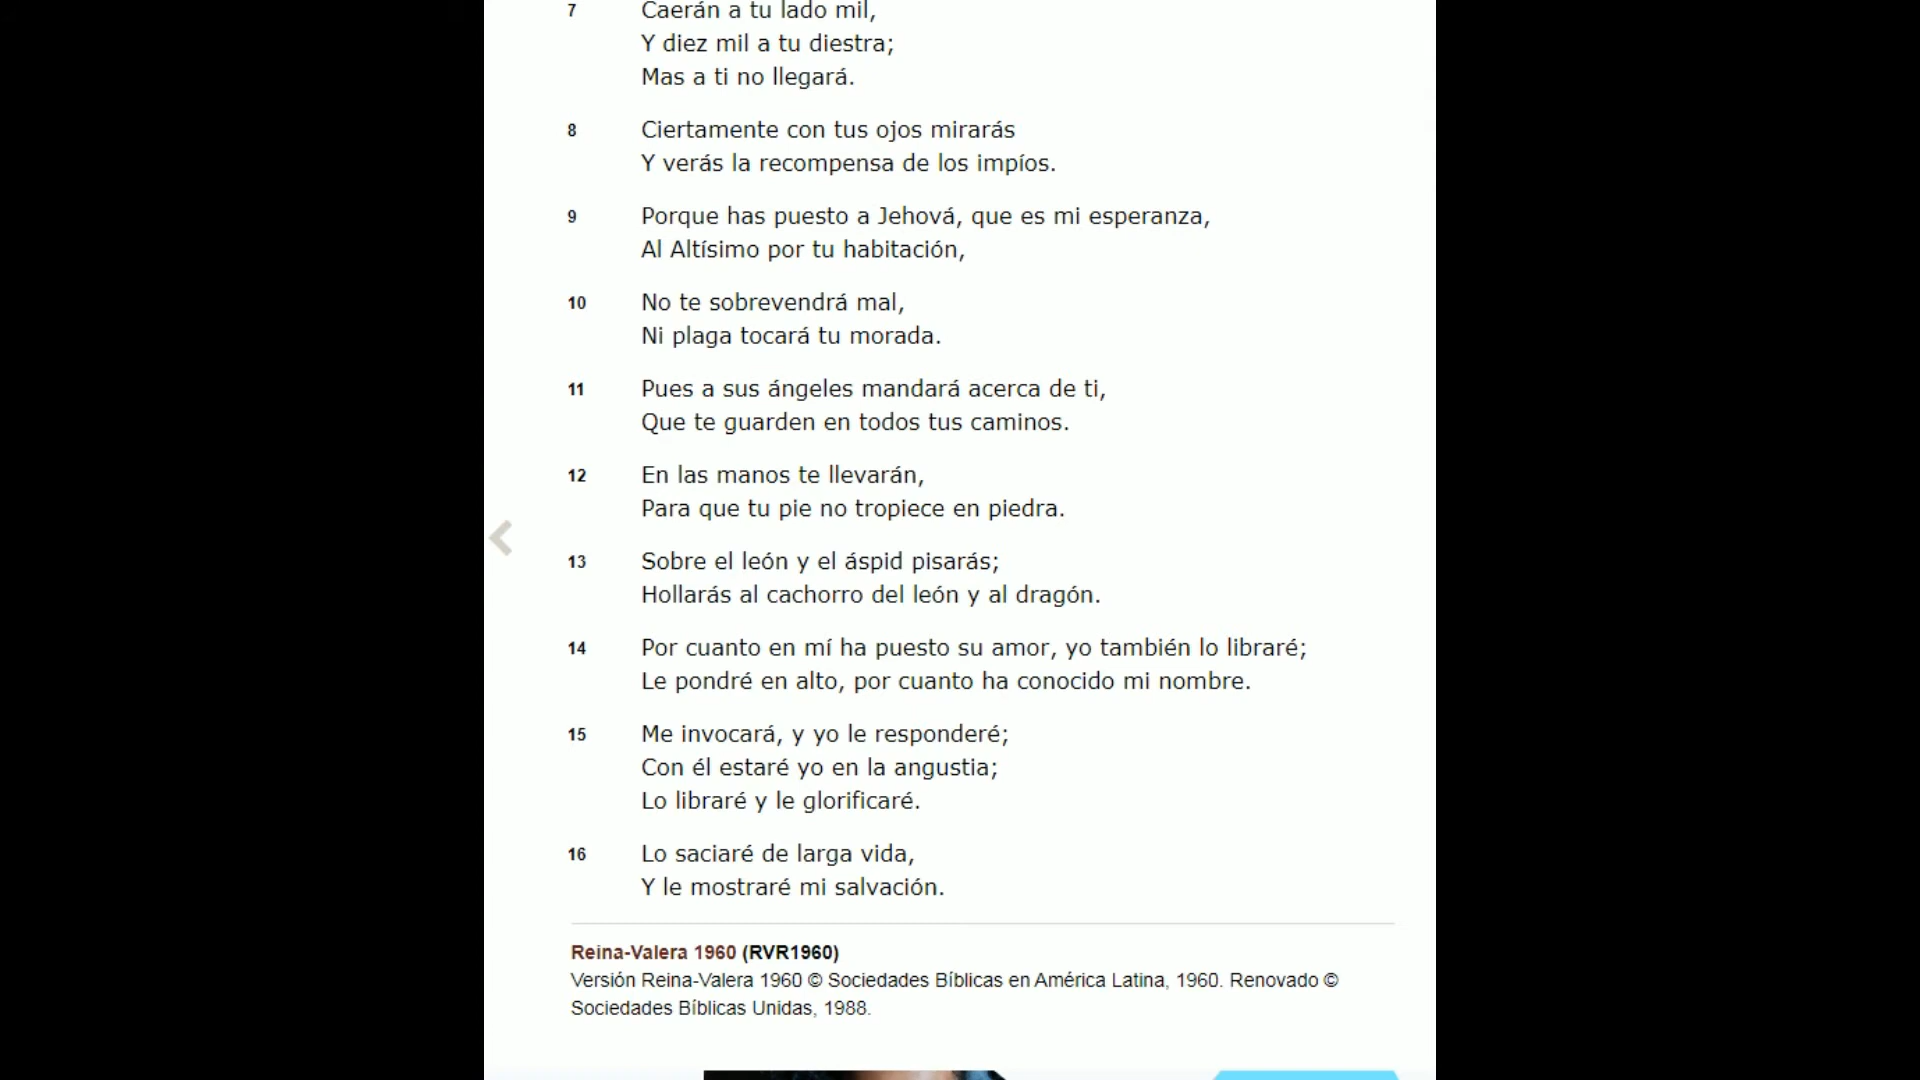 7 Caerán a tu lado mil,
Y diez mil a tu diestra;
Mas a ti no llegará.
8 Ciertamente con tus ojos mirarás
Y verás la recompensa de los impíos.
9 Porque has puesto a Jehová, que es mi esperanza,
Al Altísimo por tu habitación,
10 No te sobrevendrá mal,
Ni plaga tocará tu morada.
11 Pues a sus ángeles mandará acerca de ti,
Que te guarden en todos tus caminos.
12 En las manos te llevarán,
Para que tu pie no tropiece en piedra.
13 Sobre el león y el áspid pisarás;
Hollarás al cachorro del león y al dragón.
14 Por cuanto en mí ha puesto su amor, yo también lo libraré;
Le pondré en alto, por cuanto ha conocido mi nombre.
15 Me invocará, y yo le responderé;
Con él estaré yo en la angustia;
Lo libraré y le glorificaré.
16 Lo saciaré de larga vida,
Y le mostraré mi salvación.
Reina-Valera 1960 (RVR1960)
Versión Reina-Valera 1960 © Sociedades Bíblicas en América Latina, 1960. Renovado ©
Sociedades Bíblicas Unidas, 1988.